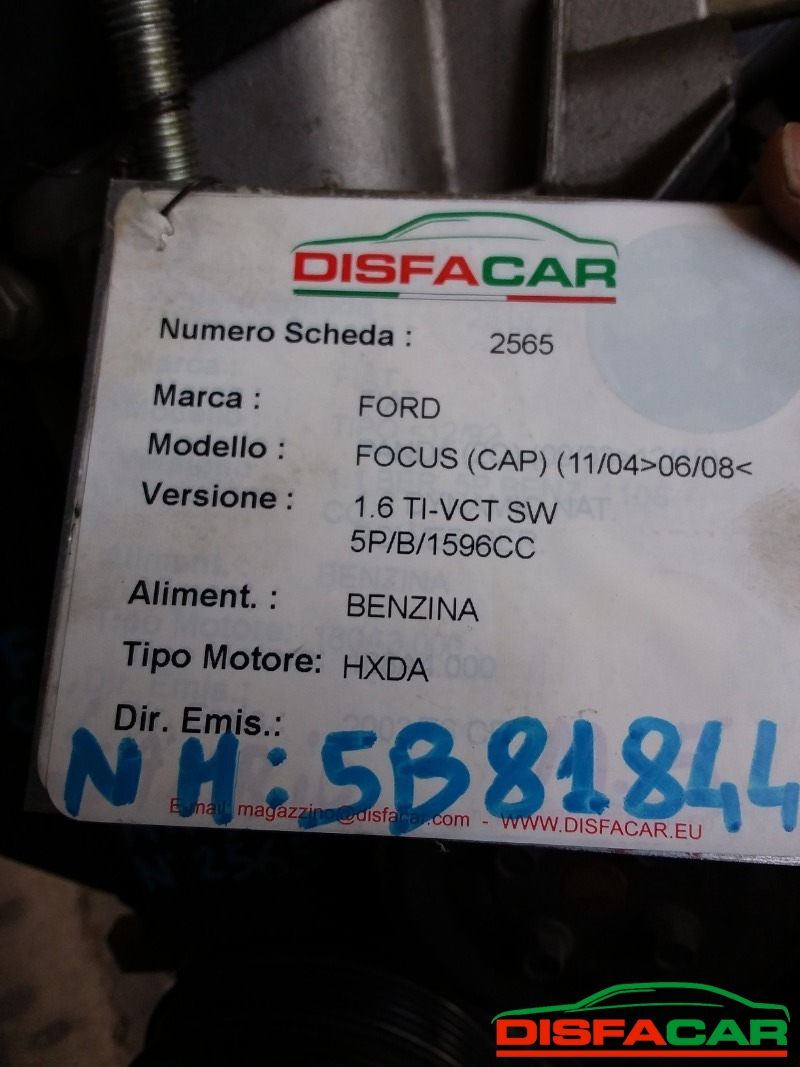 DISFACAR
Numero Scheda : 2565
Marca : FORD
Modello : FOCUS (CAP) (11/04>06/08<
Versione : 1.6 TI-VCT SW
5P/B/1596CC
Aliment. : BENZINA
Tipo Motore: HXDA
Dir. Emis.:
NM: 5B81844
E-mail: magazzino@disfacar.com - WWW.DISFACAR.EU
N. 2565
DISFACAR